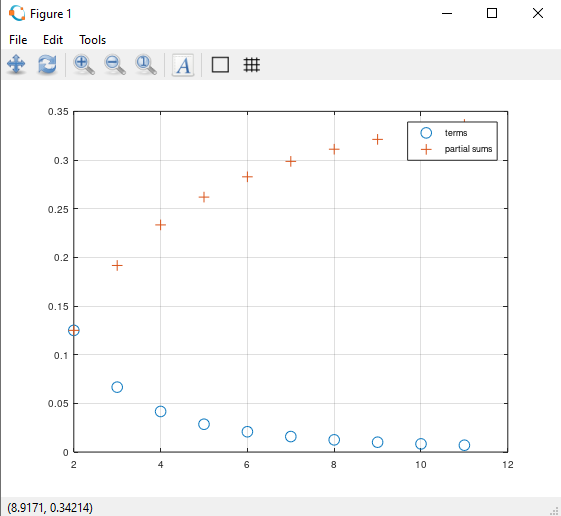 Figure 1
File Edit Tools
A
0.35
0.3
0.25
0.2
0.15
0.1
0.05
0
2 4 6 8 10 12
terms
partial sums
(8.9171, 0.34214)